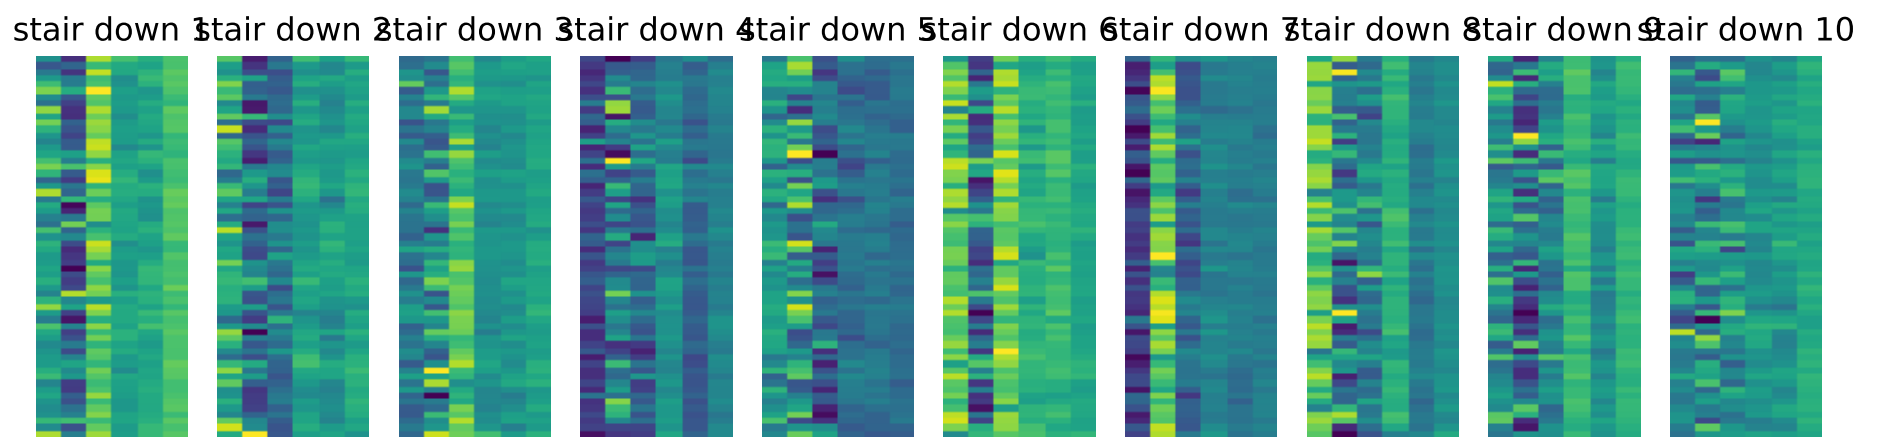 stair down 1
stair down 2
stair down 3
stair down 4
stair down 5
stair down 6
stair down 7
stair down 8
stair down 9
stair down 10